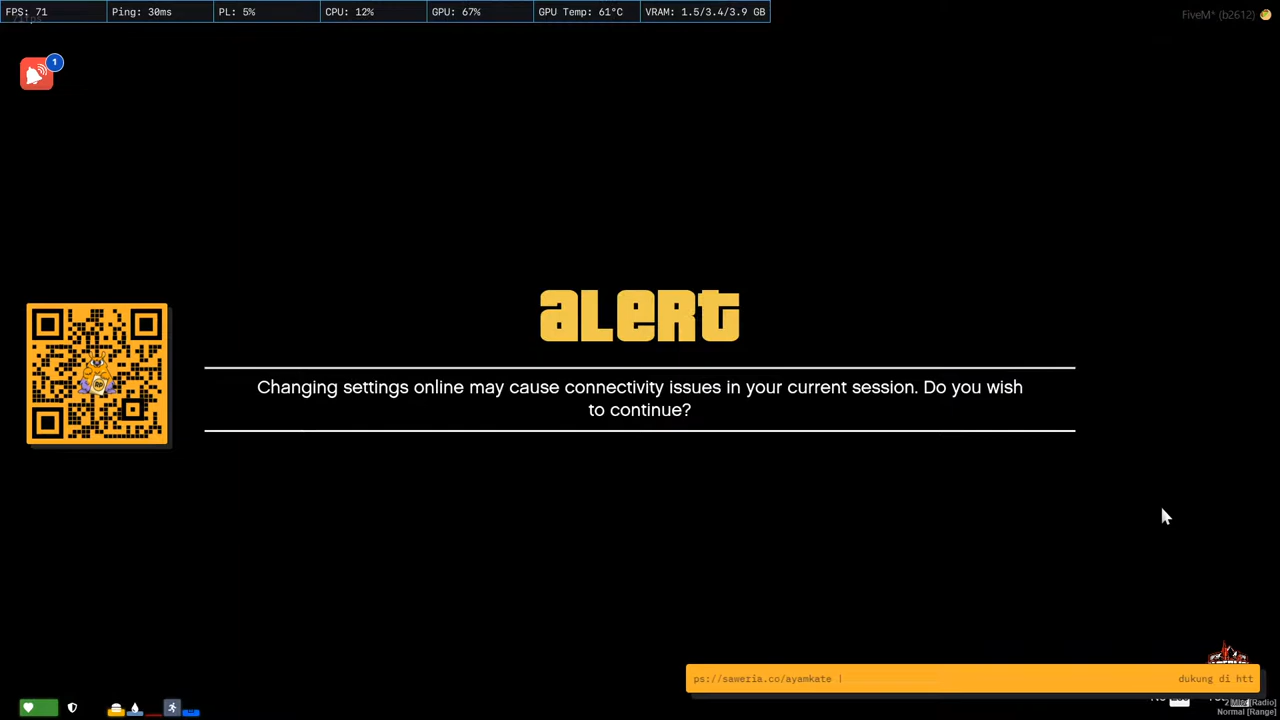 FPS: 71 Ping: 30ms PL: 5% CPU: 12% GPU: 67% GPU Temp: 61°C VRAM: 1.5/3.4/3.9 GB
FiveM* (b2612)
1
alert
Changing settings online may cause connectivity issues in your current session. Do you wish
to continue?
ps://saweria.co/ayamkate | dukung di htt
[Radio]
Normal [Range]